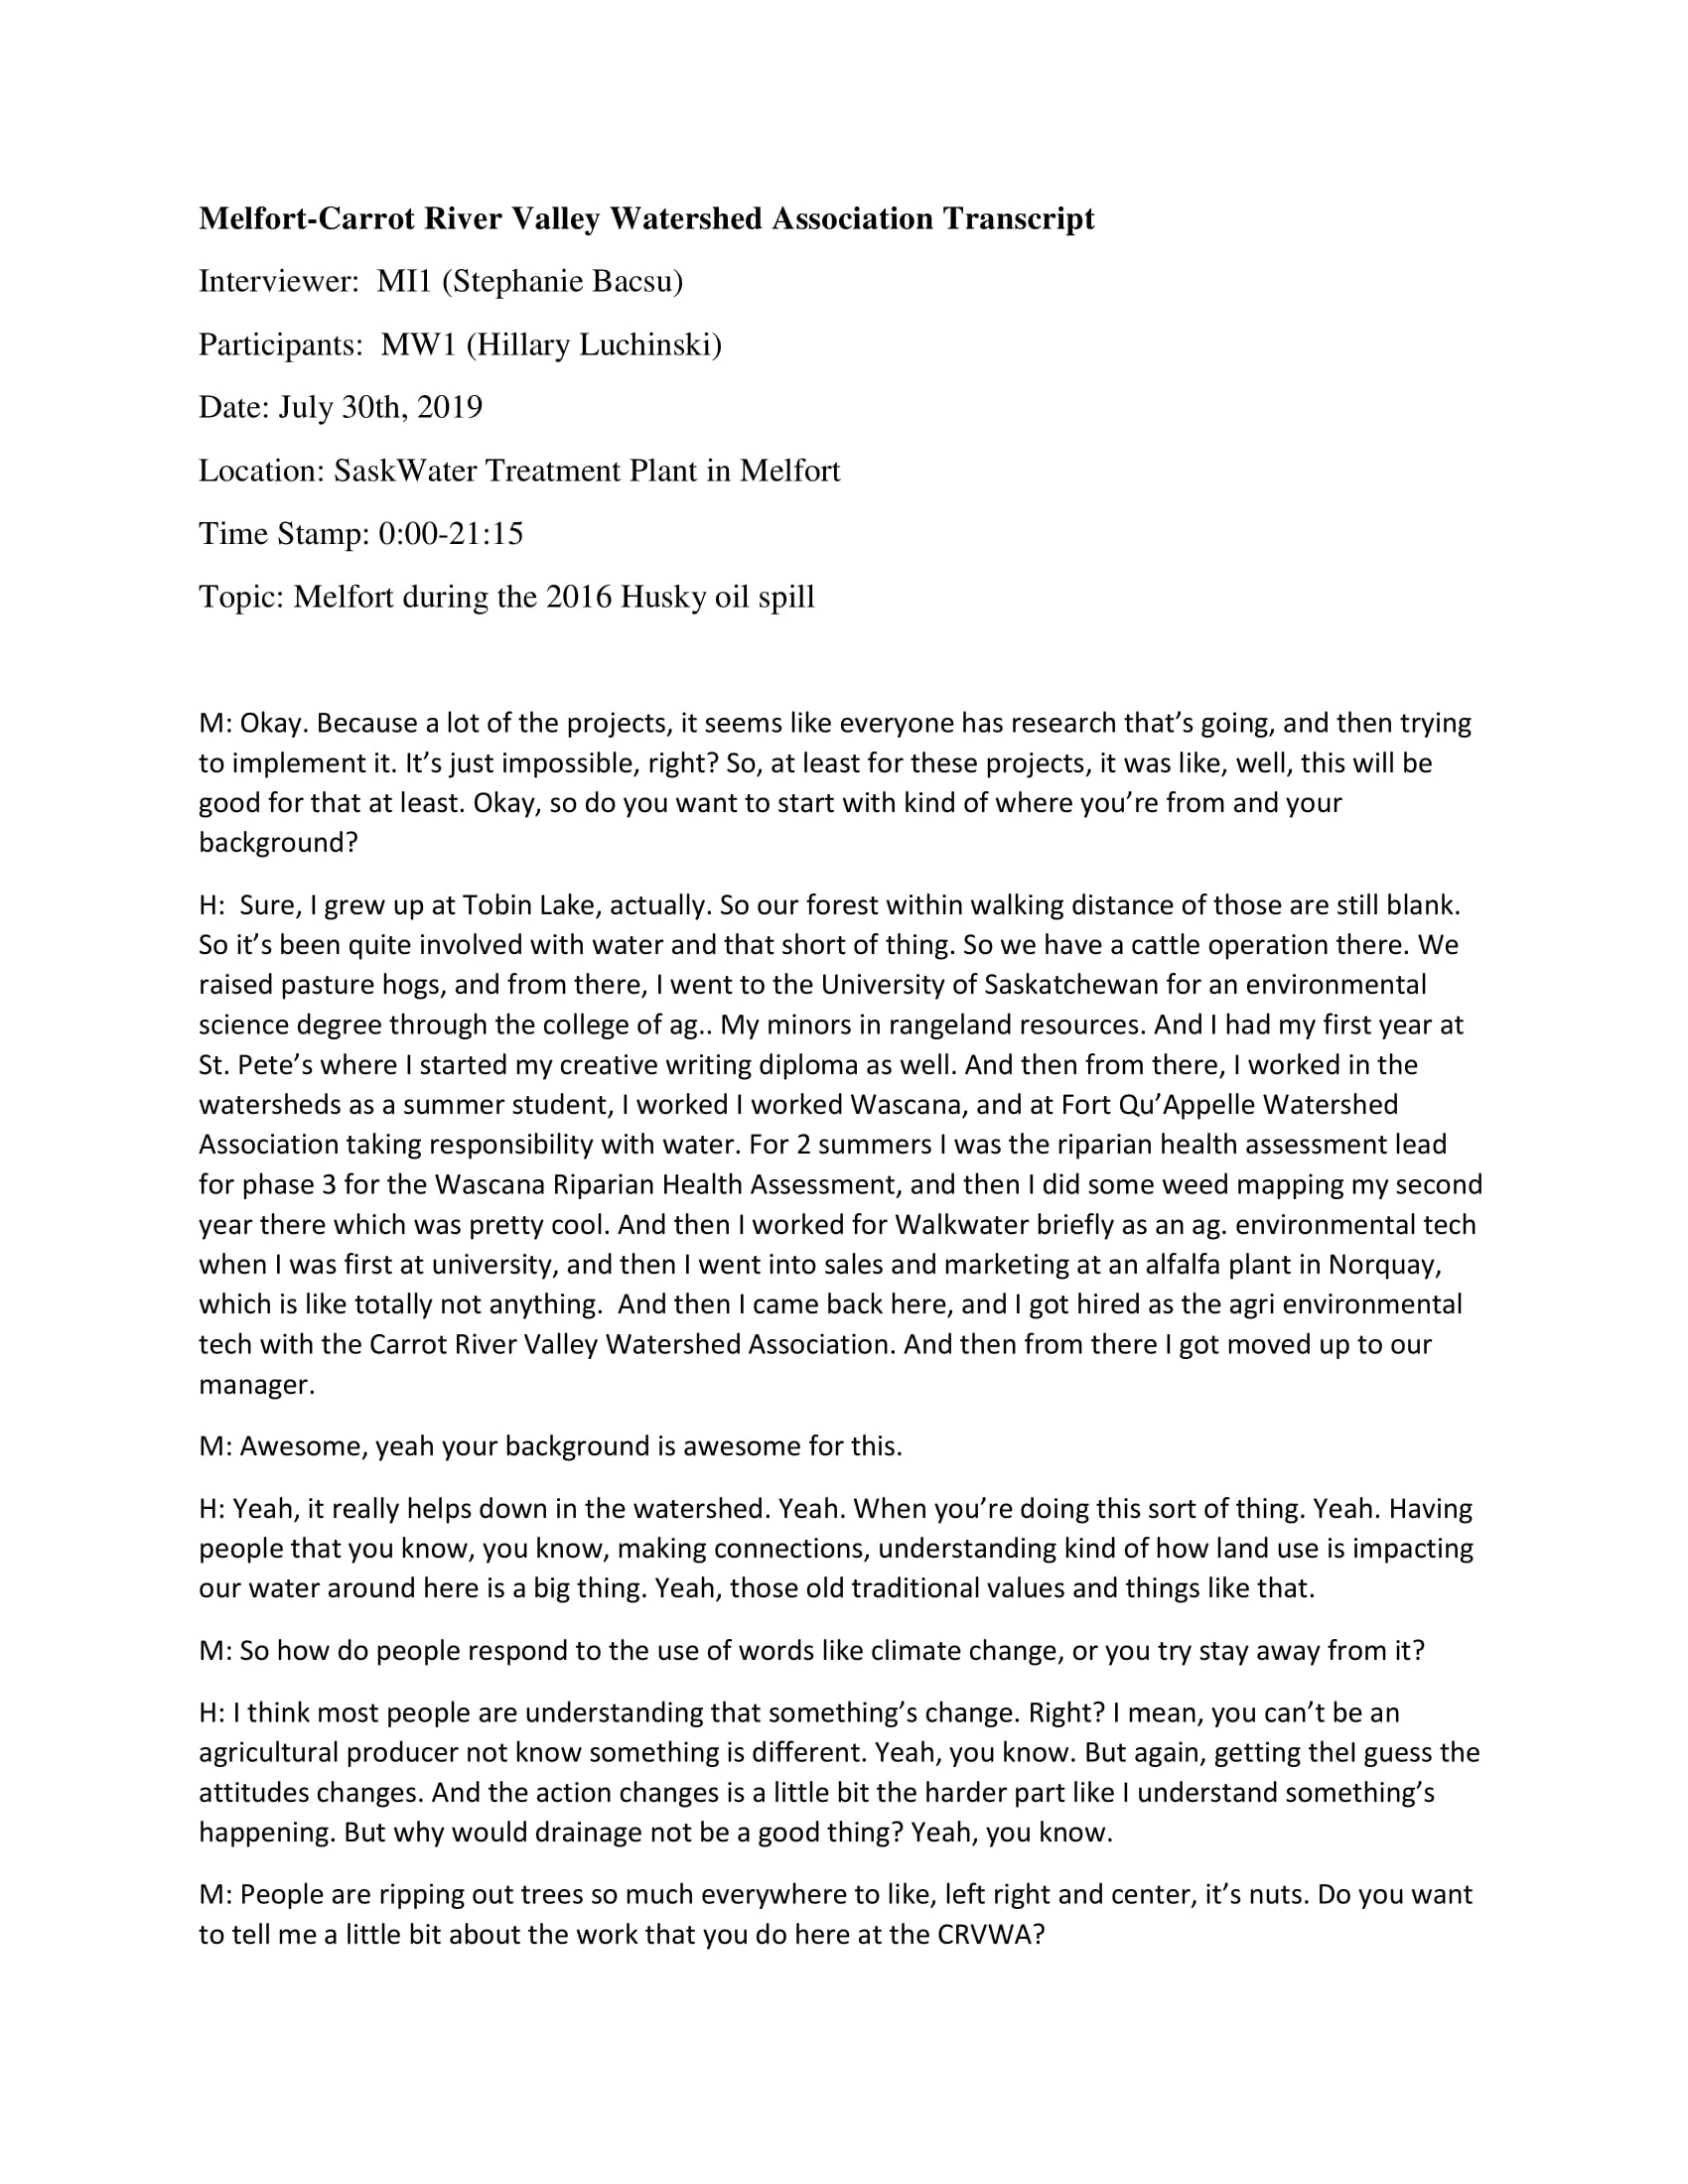 Melfort-Carrot River Valley Watershed Association Transcript
Interviewer:  MI1 (Stephanie Bacsu)
Participants:  MW1 (Hillary Luchinski)
Date: July 30th, 2019
Location: SaskWater Treatment Plant in Melfort
Time Stamp: 0:00-21:15
Topic: Melfort during the 2016 Husky oil spill
M: Okay. Because a lot of the projects, it seems like everyone has research that’s going, and then trying
to implement it. It’s just impossible, right? So, at least for these projects, it was like, well, this will be
good for that at least. Okay, so do you want to start with kind of where you’re from and your
background?
H:  Sure, I grew up at Tobin Lake, actually. So our forest within walking distance of those are still blank.
So it’s been quite involved with water and that short of thing. So we have a cattle operation there. We
raised pasture hogs, and from there, I went to the University of Saskatchewan for an environmental
science degree through the college of ag.. My minors in rangeland resources. And I had my first year at
St. Pete’s where I started my creative writing diploma as well. And then from there, I worked in the
watersheds as a summer student, I worked I worked Wascana, and at Fort Qu’Appelle Watershed
Association taking responsibility with water. For 2 summers I was the riparian health assessment lead
for phase 3 for the Wascana Riparian Health Assessment, and then I did some weed mapping my second
year there which was pretty cool. And then I worked for Walkwater briefly as an ag. environmental tech
when I was first at university, and then I went into sales and marketing at an alfalfa plant in Norquay,
which is like totally not anything.  And then I came back here, and I got hired as the agri environmental
tech with the Carrot River Valley Watershed Association. And then from there I got moved up to our
manager.
M: Awesome, yeah your background is awesome for this.
H: Yeah, it really helps down in the watershed. Yeah. When you’re doing this sort of thing. Yeah. Having
people that you know, you know, making connections, understanding kind of how land use is impacting
our water around here is a big thing. Yeah, those old traditional values and things like that.
M: So how do people respond to the use of words like climate change, or you try stay away from it?
H: I think most people are understanding that something’s change. Right? I mean, you can’t be an
agricultural producer not know something is different. Yeah, you know. But again, getting theI guess the
attitudes changes. And the action changes is a little bit the harder part like I understand something’s
happening. But why would drainage not be a good thing? Yeah, you know.
M: People are ripping out trees so much everywhere to like, left right and center, it’s nuts. Do you want
to tell me a little bit about the work that you do here at the CRVWA?